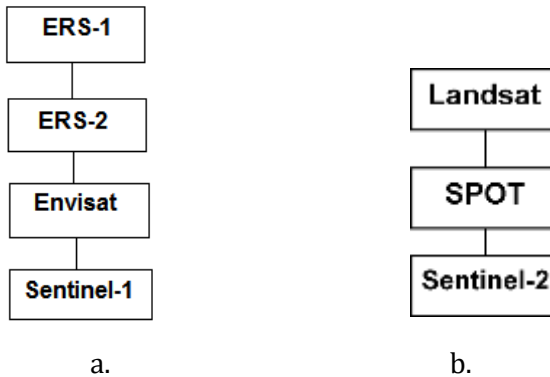 ERS-1
ERS-2
Envisat
Sentinel-1
a.
Landsat
SPOT
Sentinel-2
b.